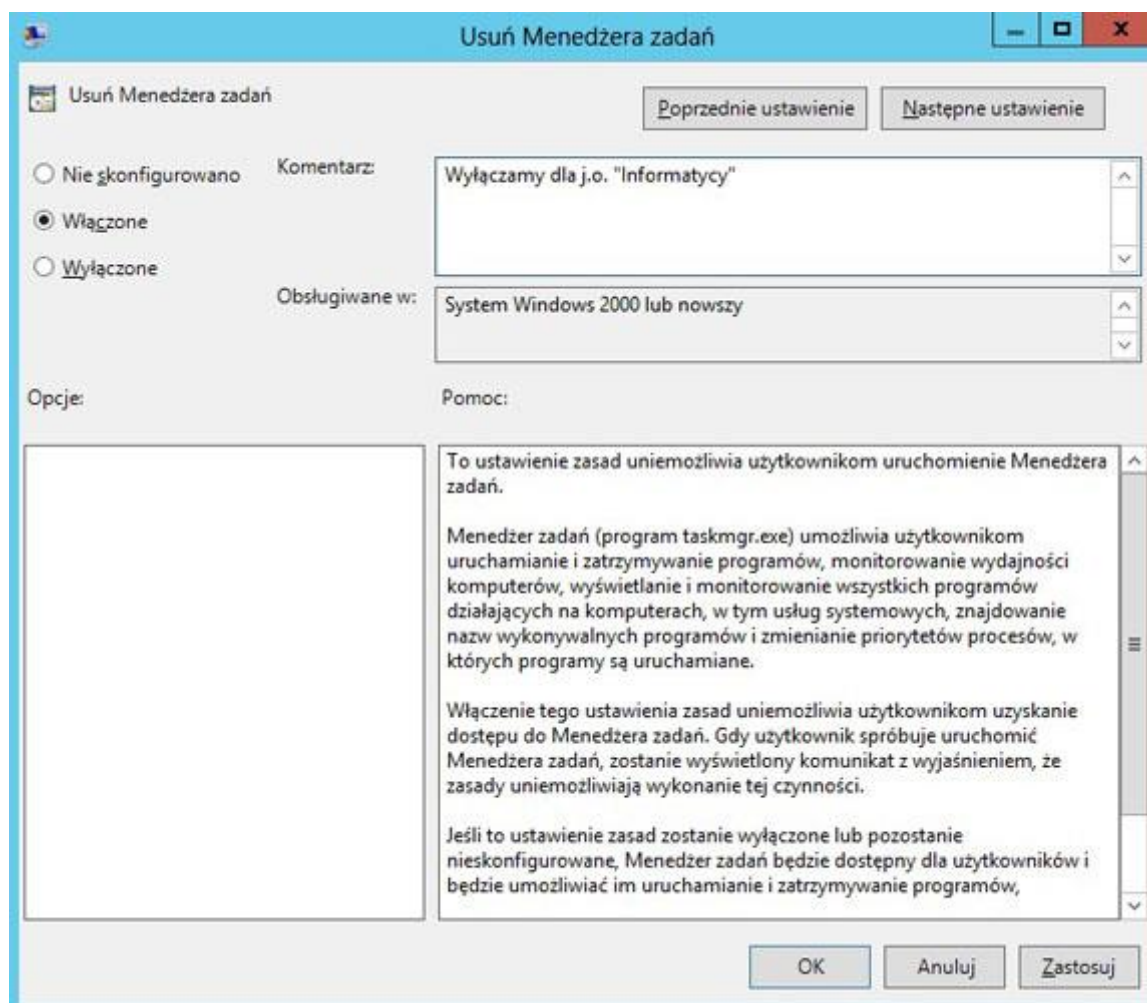 Usuń Menedżera zadań
Usuń Menedżera zadań
Poprzednie ustawienie
Następne ustawienie
Nie skonfigurowano
Włączone
Wyłączone
Komentarz:
Wyłączamy dla j.o. "Informatycy"
Obsługiwane w:
System Windows 2000 lub nowszy
Opcje:
Pomoc:
To ustawienie zasad uniemożliwia użytkownikom uruchomienie Menedżera
zadań.
Menedżer zadań (program taskmgr.exe) umożliwia użytkownikom
uruchamianie i zatrzymywanie programów, monitorowanie wydajności
komputerów, wyświetlanie i monitorowanie wszystkich programów
działających na komputerach, w tym usług systemowych, znajdowanie
nazw wykonywalnych programów i zmienianie priorytetów procesów, w
których programy są uruchamiane.
Włączenie tego ustawienia zasad uniemożliwia użytkownikom uzyskanie
dostępu do Menedżera zadań. Gdy użytkownik spróbuje uruchomić
Menedżera zadań, zostanie wyświetlony komunikat z wyjaśnieniem, że
zasady uniemożliwiają wykonanie tej czynności.
Jeśli to ustawienie zasad zostanie wyłączone lub pozostanie
nieskonfigurowane, Menedżer zadań będzie dostępny dla użytkowników i
będzie umożliwiać im uruchamianie i zatrzymywanie programów,
OK
Anuluj
Zastosuj